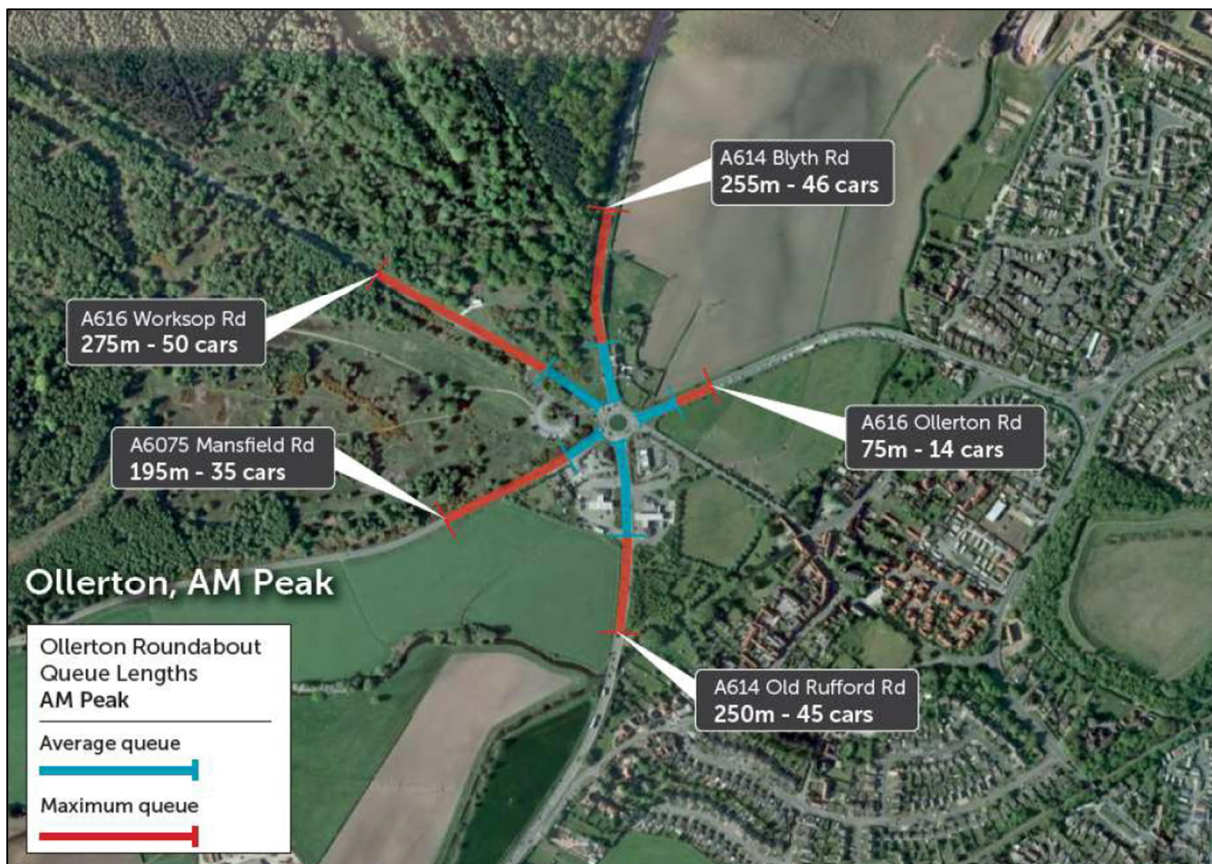 A614 Blyth Rd
255m - 46 cars
A616 Worksop Rd
275m - 50 cars
A616 Ollerton Rd
75m - 14 cars
A6075 Mansfield Rd
195m - 35 cars
Ollerton, AM Peak
Ollerton Roundabout
Queue Lengths
AM Peak
Average queue
Maximum queue
A614 Old Rufford Rd
250m - 45 cars